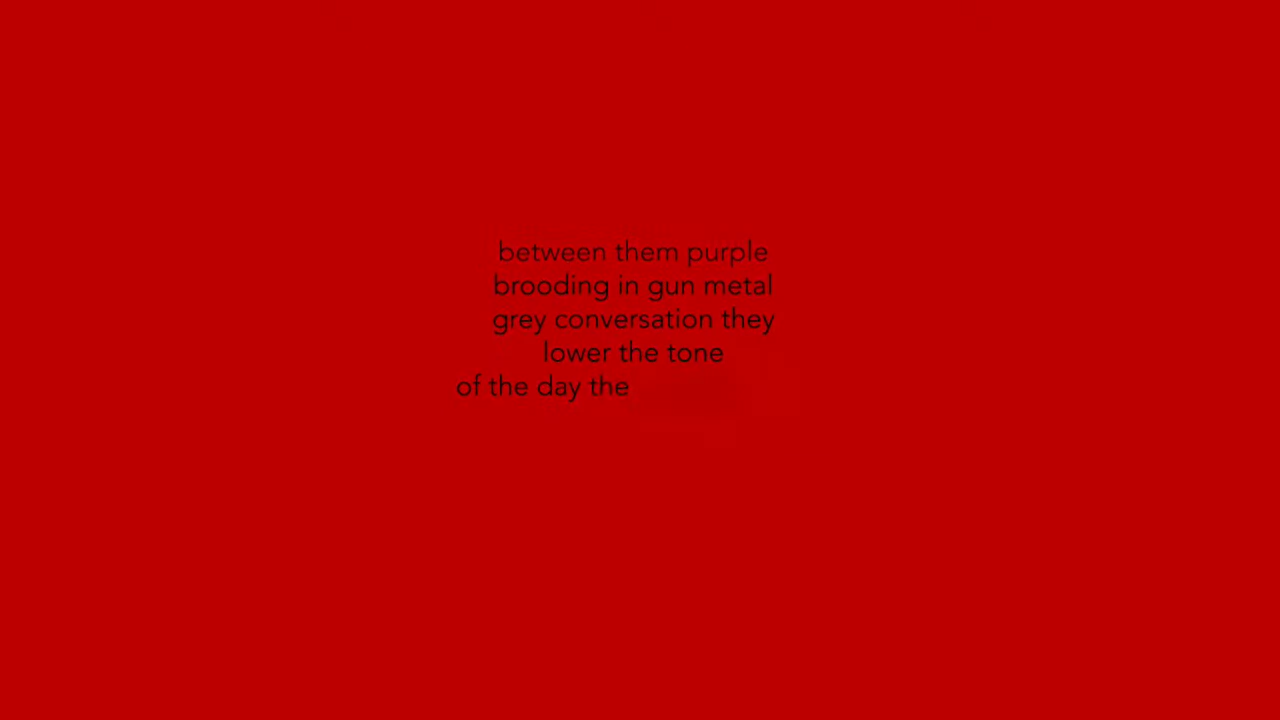 between them purple
brooding in gun metal
grey conversation they
lower the tone
of the day the